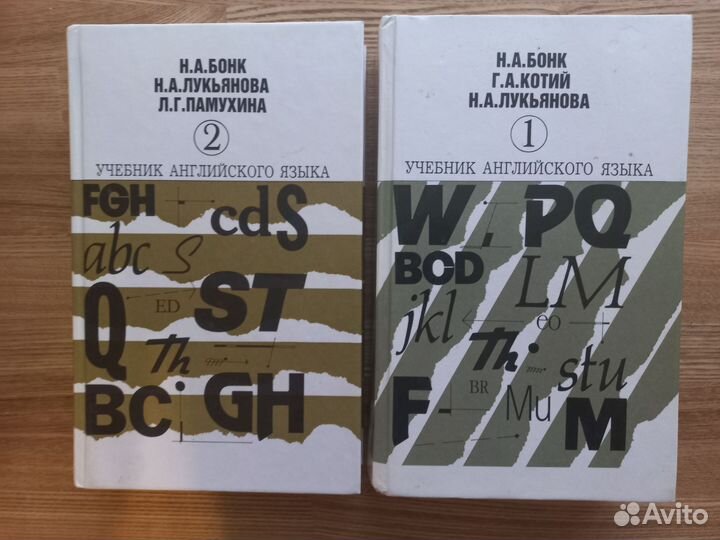 Н.А.БОНК
Н.А.ЛУКЬЯНОВА
Л.Г.ПАМУХИНА
2
УЧЕБНИК АНГЛИЙСКОГО ЯЗЫКА
FGH
cdS
abc
S
Q
ED
ST
Th
BC
GH
Н.А.БОНК
Г.А.КОТИЙ
Н.А.ЛУКЬЯНОВА
1
УЧЕБНИК АНГЛИЙСКОГО ЯЗЫКА
W.
PQ
BCD
LM
jkl
eo
Th
stu
BR
F
Mu
M
Avito